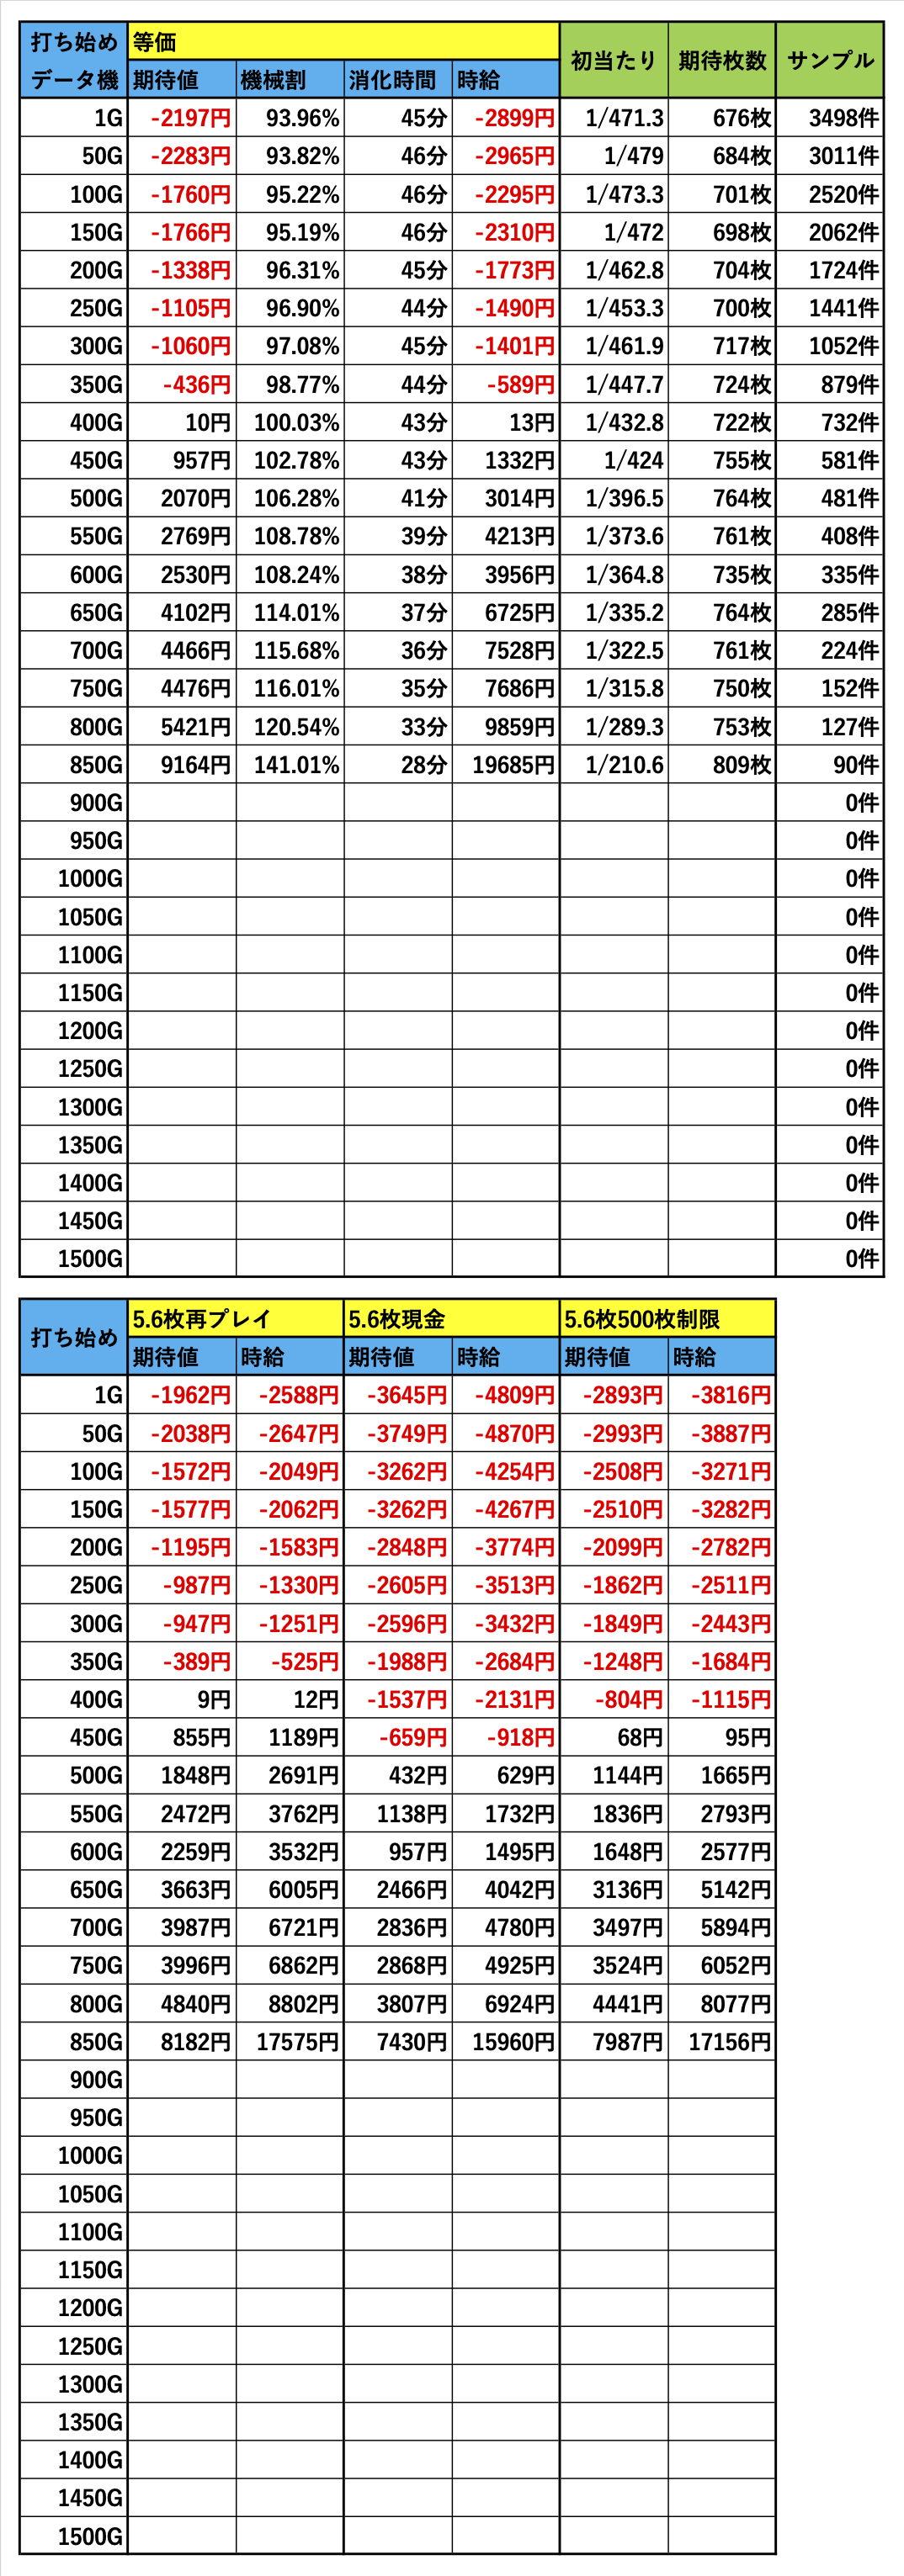 打ち始め 等価 初当たり 期待枚数 サンプル
データ機 期待値 機械割 消化時間 時給
1G -2197円 93.96% 45分 -2899円 1/471.3 676枚 3498件
50G -2283円 93.82% 46分 -2965円 1/479 684枚 3011件
100G -1760円 95.22% 46分 -2295円 1/473.3 701枚 2520件
150G -1766円 95.19% 46分 -2310円 1/472 698枚 2062件
200G -1338円 96.31% 45分 -1773円 1/462.8 704枚 1724件
250G -1105円 96.90% 44分 -1490円 1/453.3 700枚 1441件
300G -1060円 97.08% 45分 -1401円 1/461.9 717枚 1052件
350G -436円 98.77% 44分 -589円 1/447.7 724枚 879件
400G 10円 100.03% 43分 13円 1/432.8 722枚 732件
450G 957円 102.78% 43分 1332円 1/424 755枚 581件
500G 2070円 106.28% 41分 3014円 1/396.5 764枚 481件
550G 2769円 108.78% 39分 4213円 1/373.6 761枚 408件
600G 2530円 108.24% 38分 3956円 1/364.8 735枚 335件
650G 4102円 114.01% 37分 6725円 1/335.2 764枚 285件
700G 4466円 115.68% 36分 7528円 1/322.5 761枚 224件
750G 4476円 116.01% 35分 7686円 1/315.8 750枚 152件
800G 5421円 120.54% 33分 9859円 1/289.3 753枚 127件
850G 9164円 141.01% 28分 19685円 1/210.6 809枚 90件
900G 0件
950G 0件
1000G 0件
1050G 0件
1100G 0件
1150G 0件
1200G 0件
1250G 0件
1300G 0件
1350G 0件
1400G 0件
1450G 0件
1500G 0件
打ち始め 5.6枚再プレイ 5.6枚現金 5.6枚500枚制限
期待値 時給 期待値 時給 期待値 時給
1G -1962円 -2588円 -3645円 -4809円 -2893円 -3816円
50G -2038円 -2647円 -3749円 -4870円 -2993円 -3887円
100G -1572円 -2049円 -3262円 -4254円 -2508円 -3271円
150G -1577円 -2062円 -3262円 -4267円 -2510円 -3282円
200G -1195円 -1583円 -2848円 -3774円 -2099円 -2782円
250G -987円 -1330円 -2605円 -3513円 -1862円 -2511円
300G -947円 -1251円 -2596円 -3432円 -1849円 -2443円
350G -389円 -525円 -1988円 -2684円 -1248円 -1684円
400G 9円 12円 -1537円 -2131円 -804円 -1115円
450G 855円 1189円 -659円 -918円 68円 95円
500G 1848円 2691円 432円 629円 1144円 1665円
550G 2472円 3762円 1138円 1732円 1836円 2793円
600G 2259円 3532円 957円 1495円 1648円 2577円
650G 3663円 6005円 2466円 4042円 3136円 5142円
700G 3987円 6721円 2836円 4780円 3497円 5894円
750G 3996円 6862円 2868円 4925円 3524円 6052円
800G 4840円 8802円 3807円 6924円 4441円 8077円
850G 8182円 17575円 7430円 15960円 7987円 17156円
900G
950G
1000G
1050G
1100G
1150G
1200G
1250G
1300G
1350G
1400G
1450G
1500G